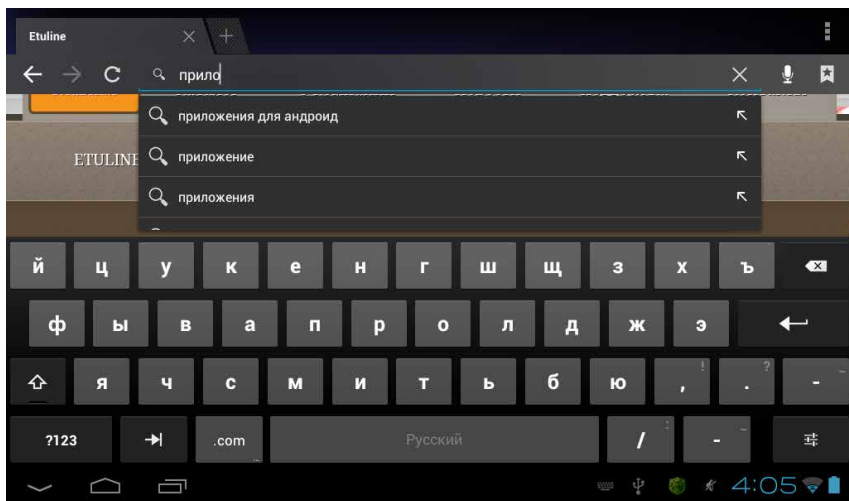 Etuline
прило
приложения для андроид
ETULINE
приложение
приложения
й ц у к е н г ш щ з х ъ
ф ы в а п р о л д ж э
! ?
я ч с м и т ь б ю , . -
?123 .com Русский / -
4:05